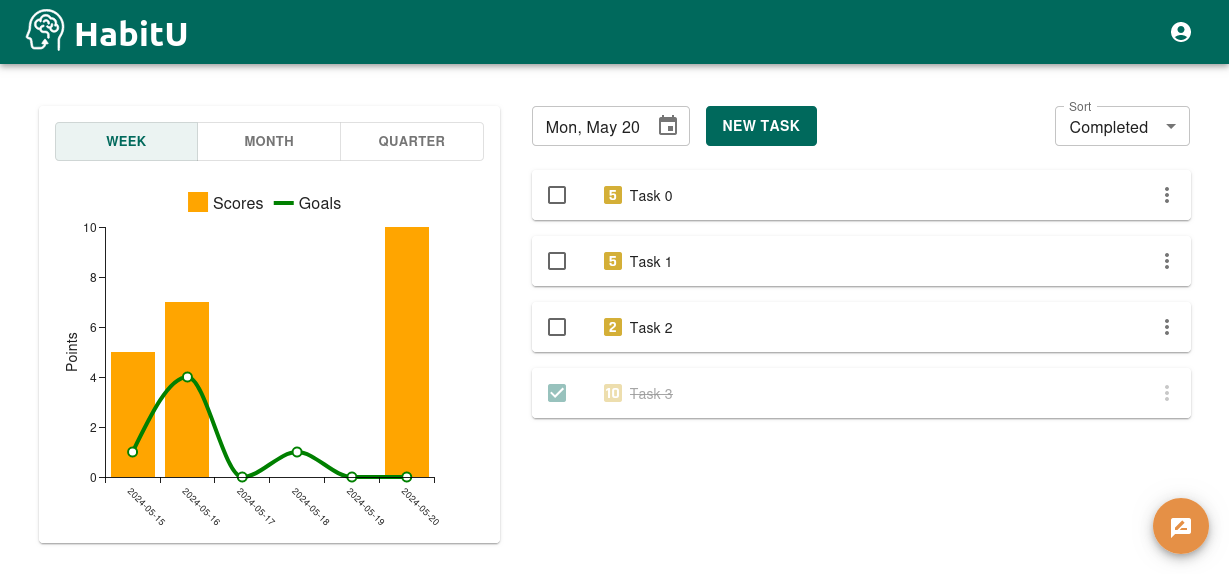 HabitU
WEEK MONTH QUARTER
Scores Goals
Points
10
8
6
4
2
0
2024-05-15 2024-05-16 2024-05-17 2024-05-18 2024-05-19 2024-05-20
Mon, May 20 NEW TASK
Sort
Completed
5 Task 0
5 Task 1
2 Task 2
10 Task 3